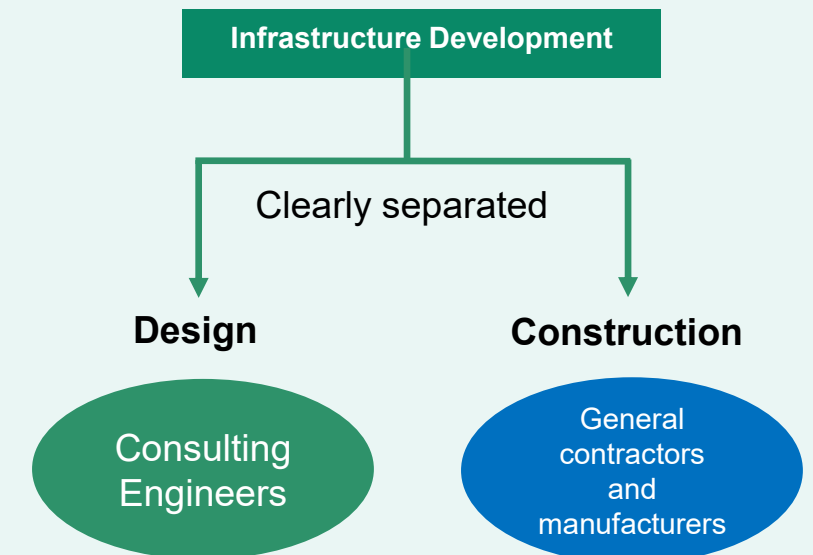 Infrastructure Development
Clearly separated
Design
Construction
Consulting
Engineers
General
contractors
and
manufacturers